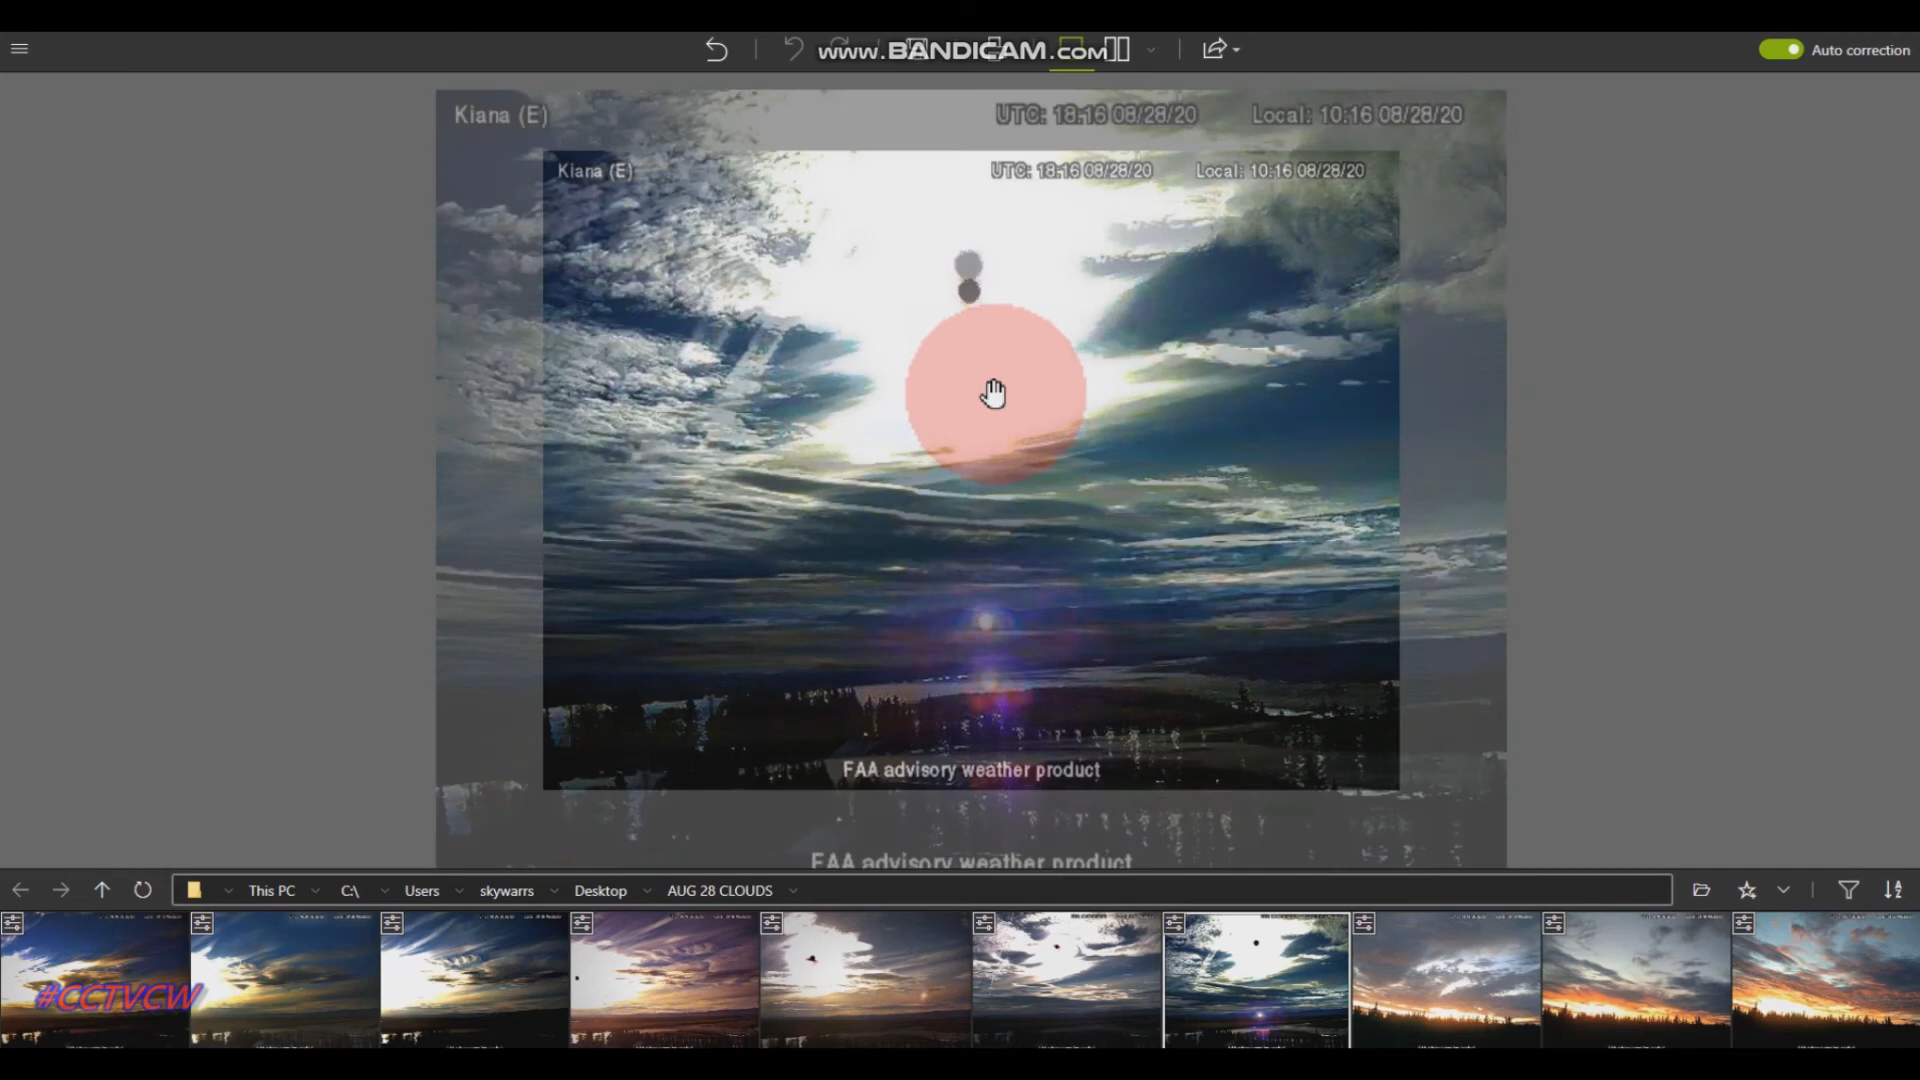 www.BANDICAM.com
Auto correction
Kiana (E)
UTC: 18:16 08/28/20
Local: 10:16 08/28/20
Kiana (E)
UTC: 18:16 08/28/20
Local: 10:16 08/28/20
FAA advisory weather product
FAA advisory weather product
This PC
C:\
Users
skywarrs
Desktop
AUG 28 CLOUDS
#CCTV.CW